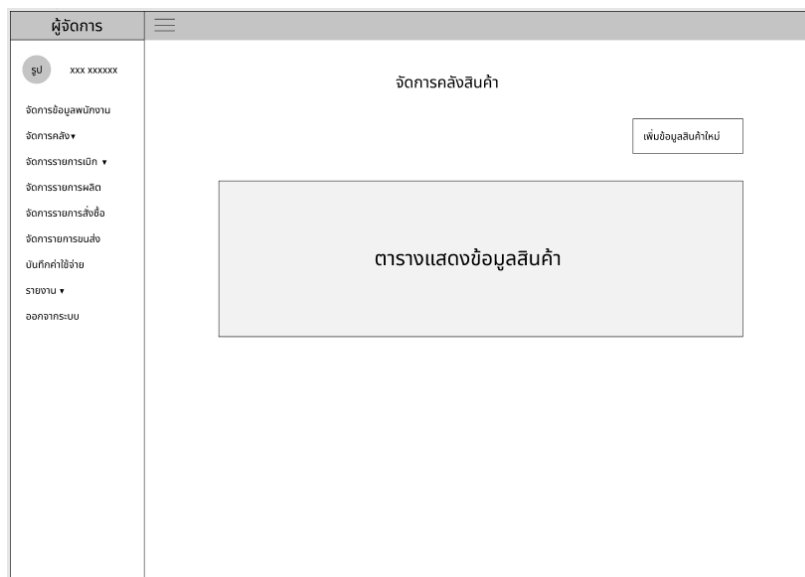 ผู้จัดการ
รูป xxx xxxxxx
จัดการข้อมูลพนักงาน
จัดการคลัง▾
จัดการรายการเบิก ▾
จัดการรายการผลิต
จัดการรายการสั่งซื้อ
จัดการายการขนส่ง
บันทึกค่าใช้จ่าย
รายงาน ▾
ออกจากระบบ
จัดการคลังสินค้า
เพิ่มข้อมูลสินค้าใหม่
ตารางแสดงข้อมูลสินค้า